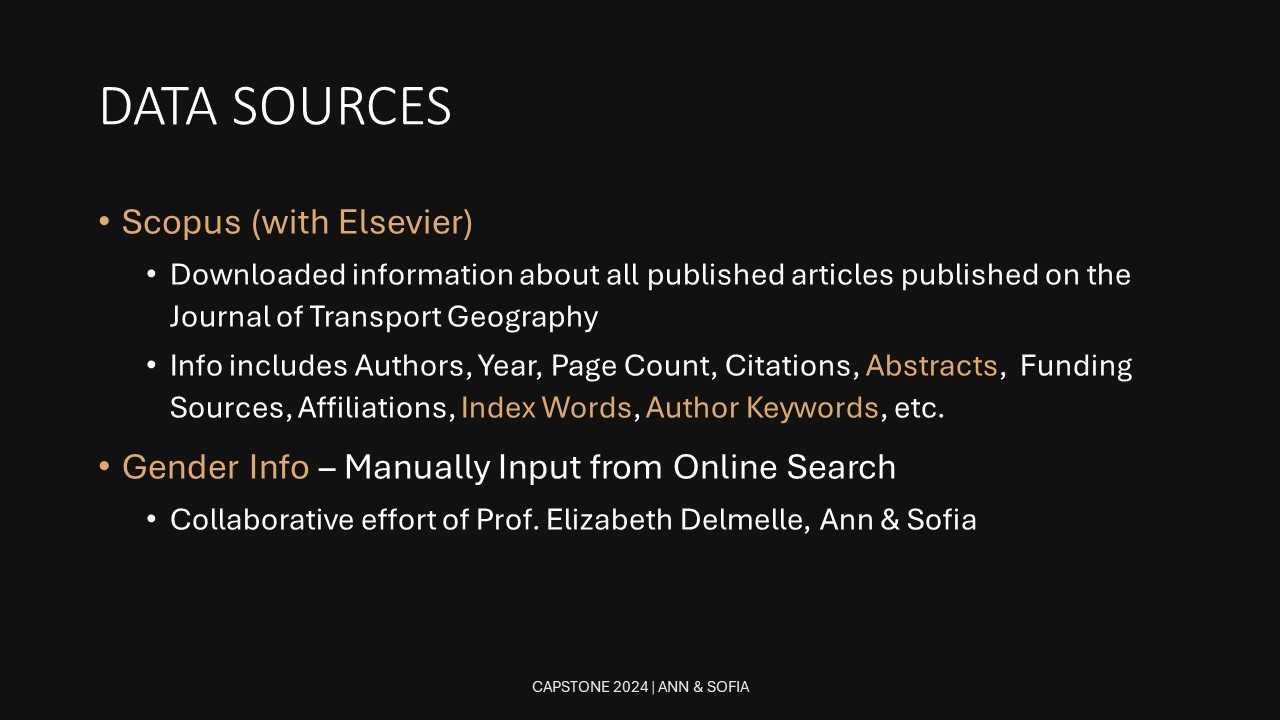 DATA SOURCES
• Scopus (with Elsevier)
• Downloaded information about all published articles published on the
Journal of Transport Geography
• Info includes Authors, Year, Page Count, Citations, Abstracts,  Funding
Sources, Affiliations, Index Words, Author Keywords, etc.
• Gender Info – Manually Input from Online Search
• Collaborative effort of Prof. Elizabeth Delmelle, Ann & Sofia
CAPSTONE 2024 | ANN & SOFIA